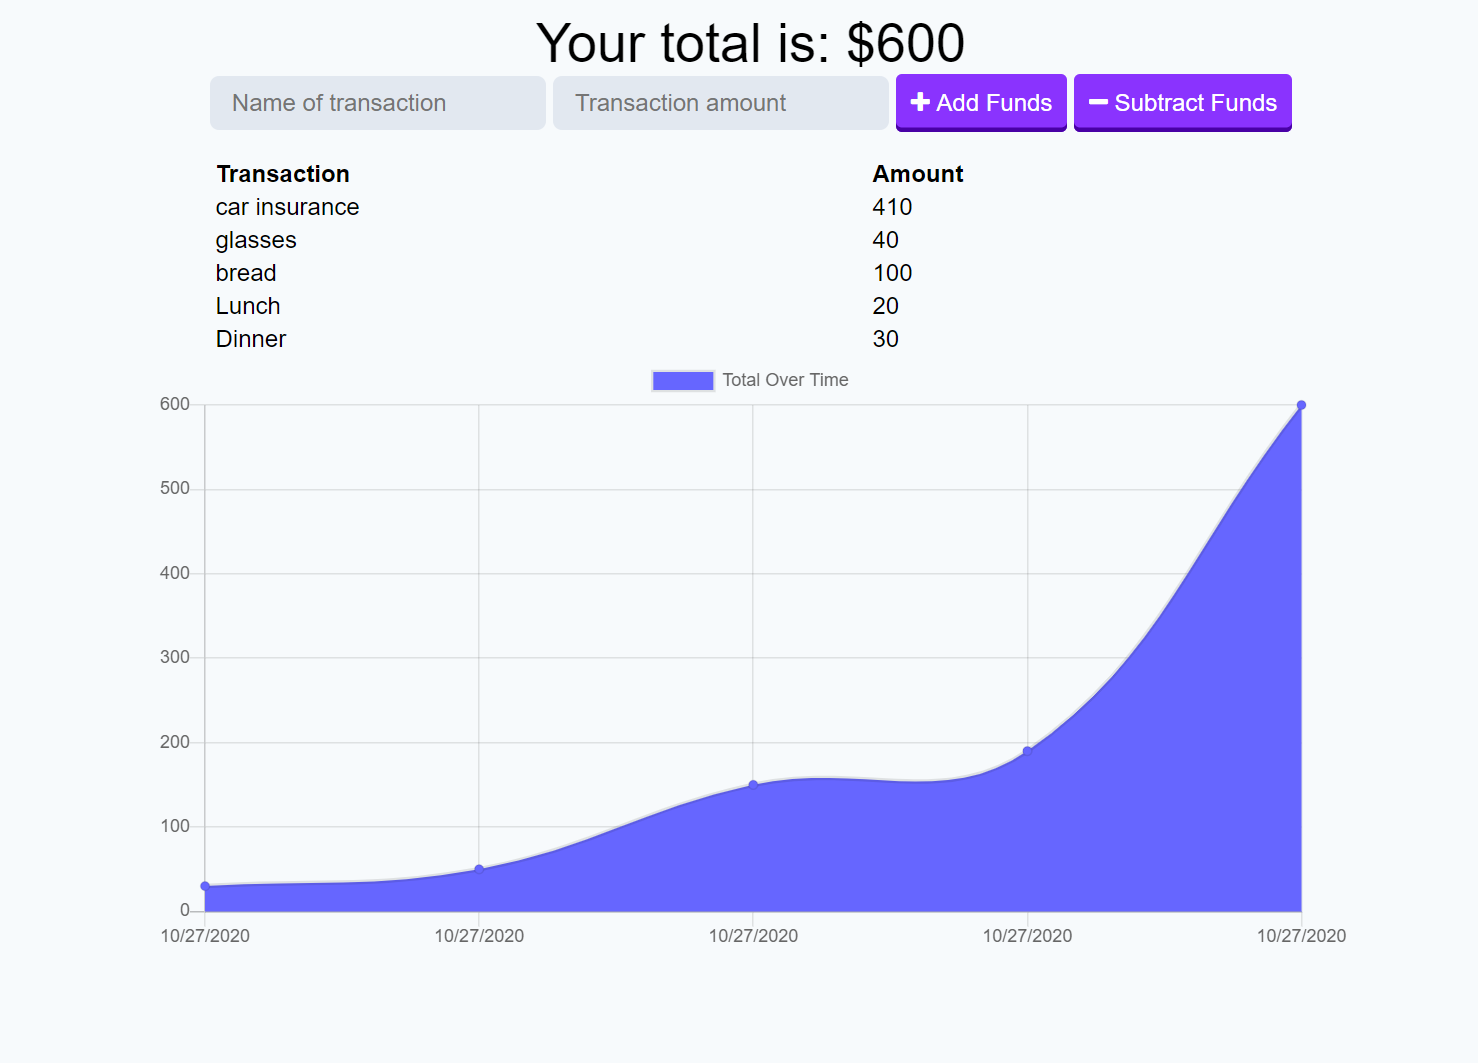 Your total is: $600
Name of transaction Transaction amount Add Funds Subtract Funds
Transaction Amount
car insurance 410
glasses 40
bread 100
Lunch 20
Dinner 30
Total Over Time
600
500
400
300
200
100
0
10/27/2020 10/27/2020 10/27/2020 10/27/2020 10/27/2020